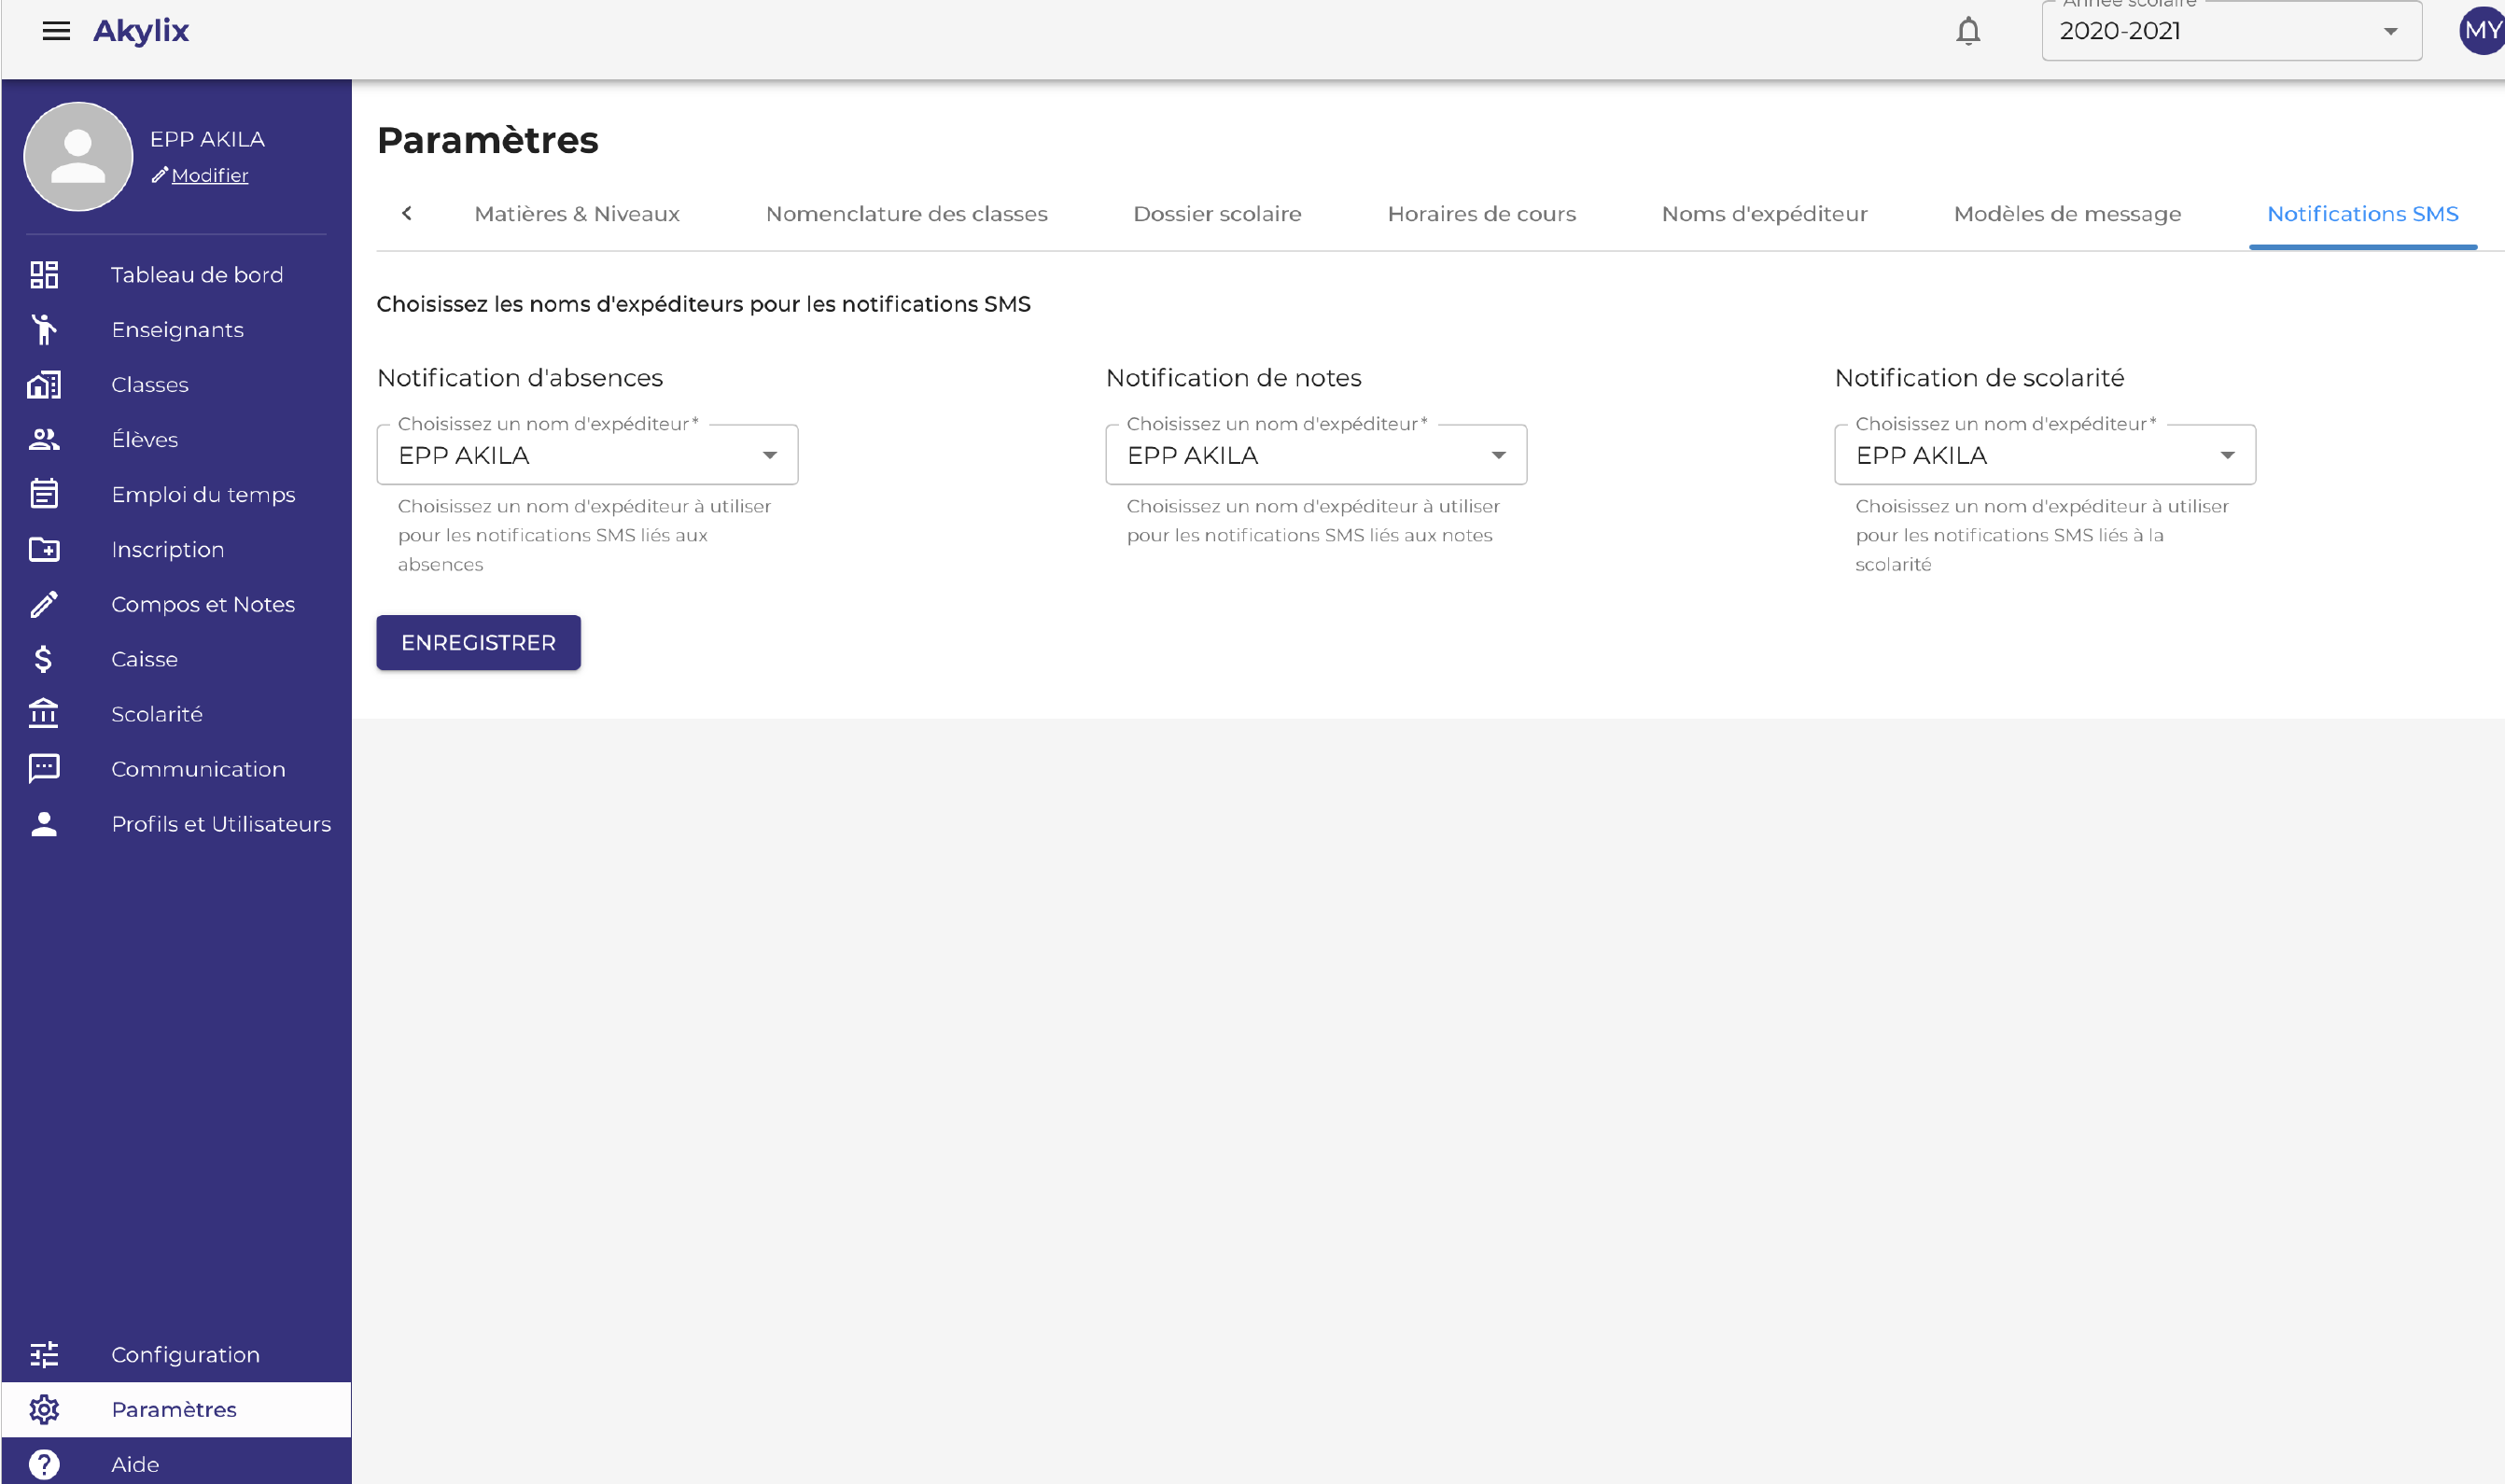 Akylix
Année scolaire
2020-2021
MY
EPP AKILA
Modifier
Tableau de bord
Enseignants
Classes
Élèves
Emploi du temps
Inscription
Compos et Notes
Caisse
Scolarité
Communication
Profils et Utilisateurs
Configuration
Paramètres
Aide
Paramètres
Matières & Niveaux
Nomenclature des classes
Dossier scolaire
Horaires de cours
Noms d'expéditeur
Modèles de message
Notifications SMS
Choisissez les noms d'expéditeurs pour les notifications SMS
Notification d'absences
Choisissez un nom d'expéditeur *
EPP AKILA
Choisissez un nom d'expéditeur à utiliser
pour les notifications SMS liés aux
absences
Notification de notes
Choisissez un nom d'expéditeur *
EPP AKILA
Choisissez un nom d'expéditeur à utiliser
pour les notifications SMS liés aux notes
Notification de scolarité
Choisissez un nom d'expéditeur *
EPP AKILA
Choisissez un nom d'expéditeur à utiliser
pour les notifications SMS liés à la
scolarité
ENREGISTRER